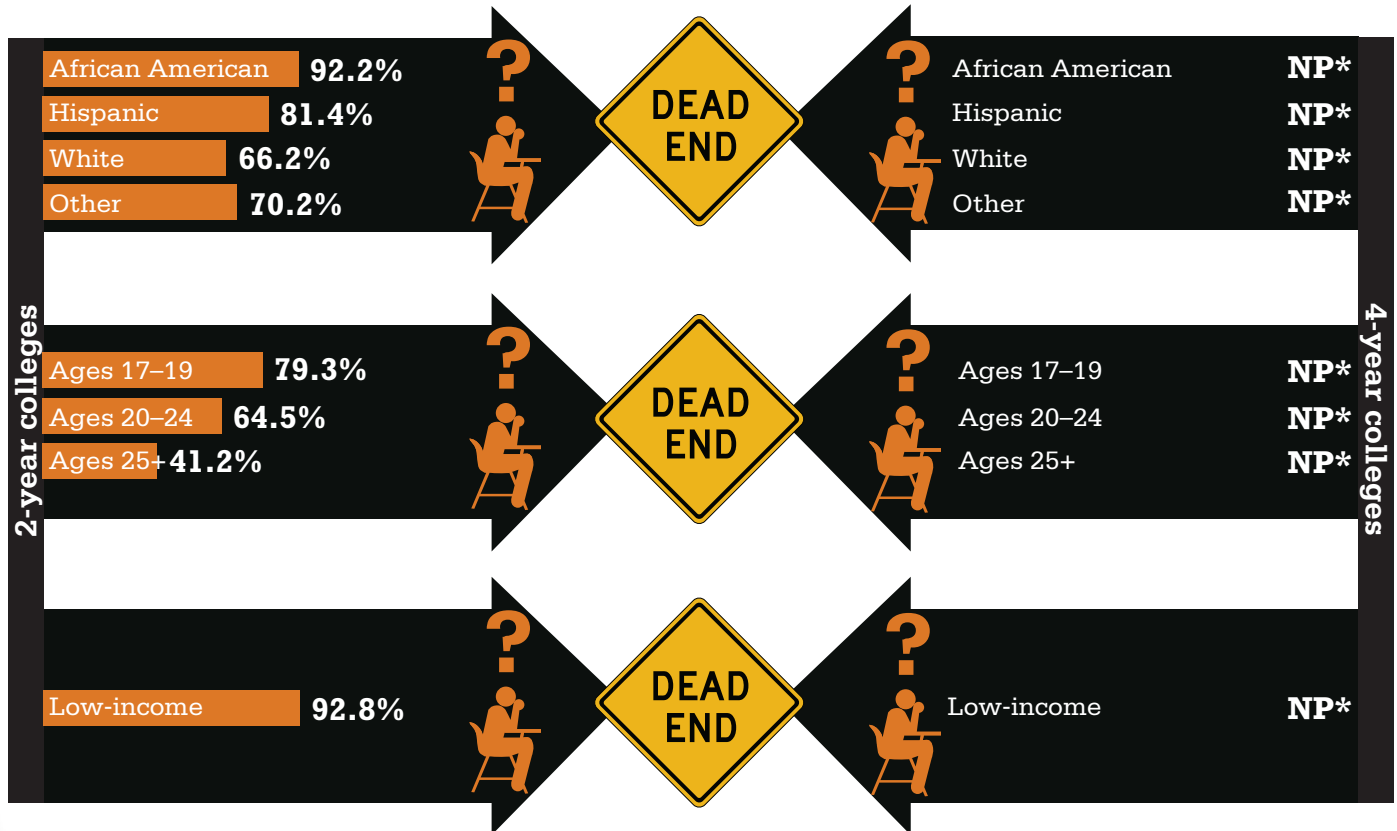 2-year colleges
African American 92.2%
Hispanic 81.4%
White 66.2%
Other 70.2%
?
DEAD
END
?
African American NP*
Hispanic NP*
White NP*
Other NP*
Ages 17–19 79.3%
Ages 20–24 64.5%
Ages 25+ 41.2%
?
DEAD
END
?
Ages 17–19 NP*
Ages 20–24 NP*
Ages 25+ NP*
Low-income 92.8%
?
DEAD
END
?
Low-income NP*
4-year colleges